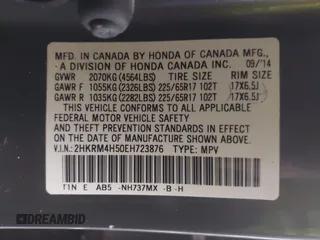 MFD. IN CANADA BY HONDA OF CANADA MFG.,
A DIVISION OF HONDA CANADA INC. 09/14
GVWR 2070KG(4564LBS) TIRE SIZE RIM SIZE
GAWR F 1055KG(2326LBS) 225/65R17 102T 17X6.5J
GAWR R 1035KG(2282LBS) 225/65R17 102T 17X6.5J
THIS VEHICLE CONFORMS TO ALL APPLICABLE
FEDERAL MOTOR VEHICLE SAFETY AND
THEFT PREVENTION STANDARDS IN EFFECT ON
THE DATE OF MANUFACTURE SHOWN ABOVE.
V.I.N.: 2HKRM4H50EH723876 TYPE: MPV
T1N E AB5 -NH737MX -B-H
DREAMBID